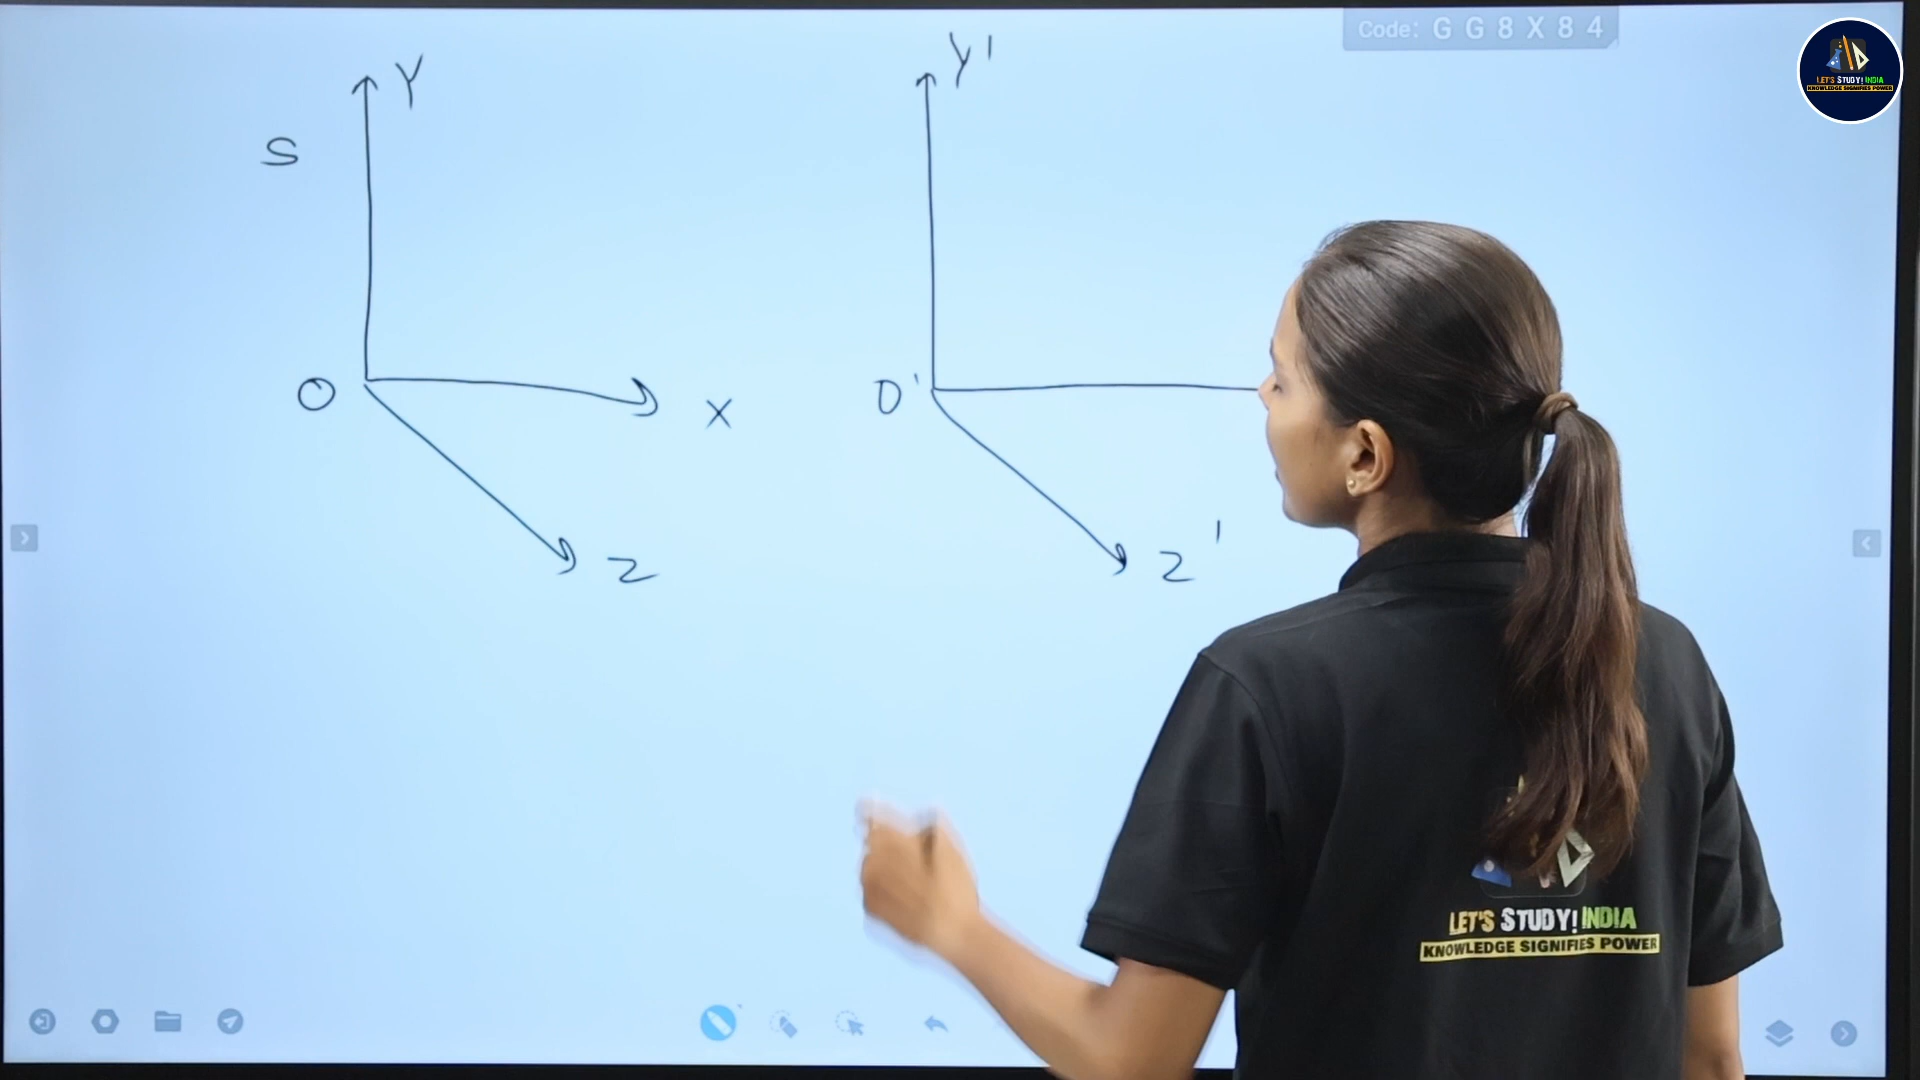 Code: G G 8 X 8 4
LET'S STUDY! INDIA
KNOWLEDGE SIGNIFIES POWER
Y
Y'
S
O
X
O'
Z
Z'
LET'S STUDY! INDIA
KNOWLEDGE SIGNIFIES POWER